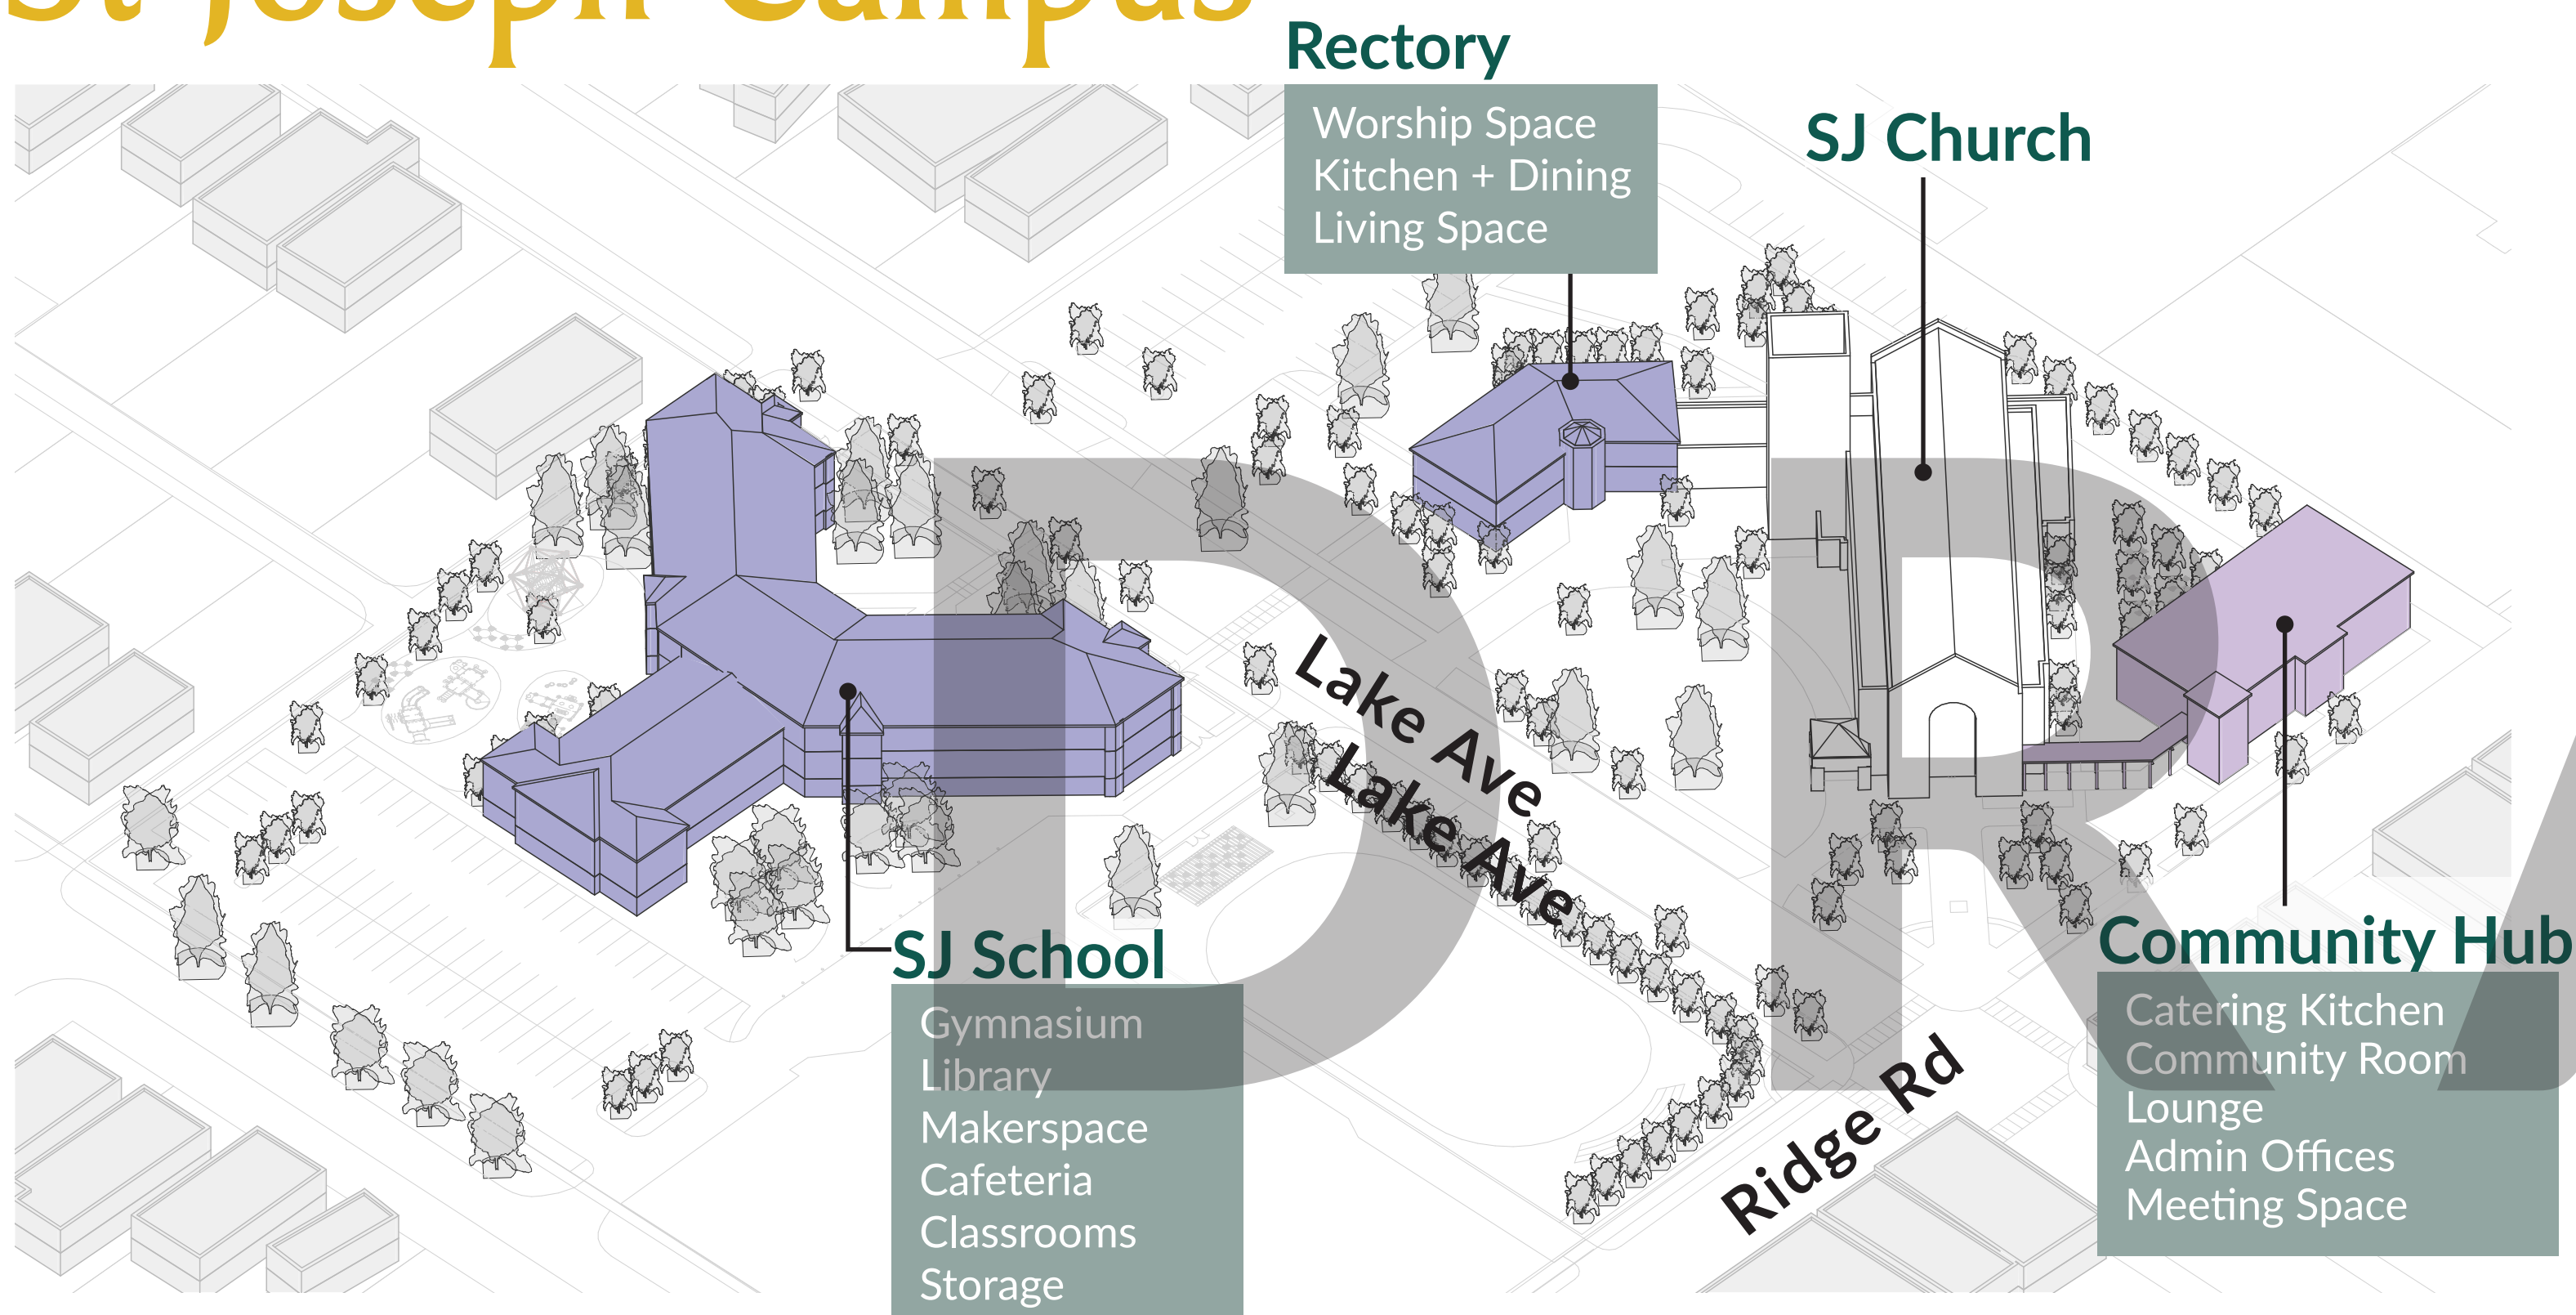 St Joseph Campus
Rectory
Worship Space
Kitchen + Dining
Living Space
SJ Church
Lake Ave
Lake Ave
SJ School
Gymnasium
Library
Makerspace
Cafeteria
Classrooms
Storage
Ridge Rd
Community Hub
Catering Kitchen
Community Room
Lounge
Admin Offices
Meeting Space
DRA